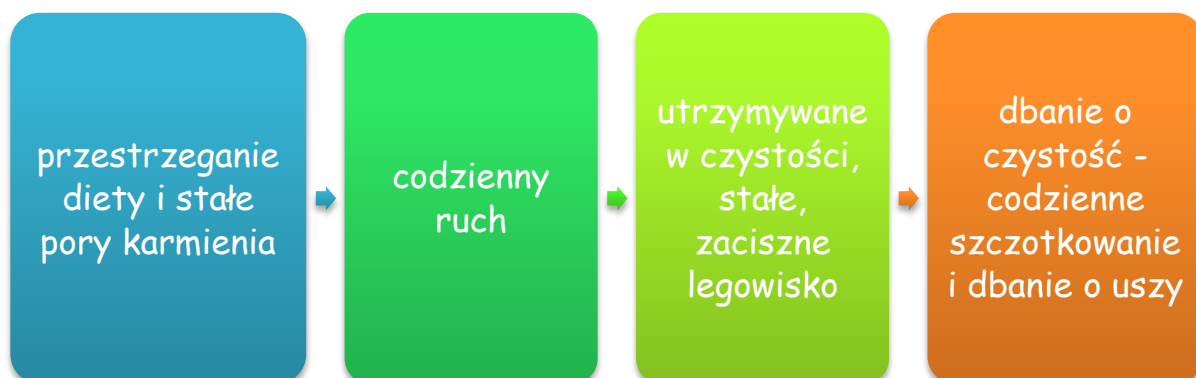 przestrzeganie
diety i stałe
pory karmienia
codzienny
ruch
utrzymywane
w czystości,
stałe,
zaciszne
legowisko
dbanie o
czystość -
codzienne
szczotkowanie
i dbanie o uszy